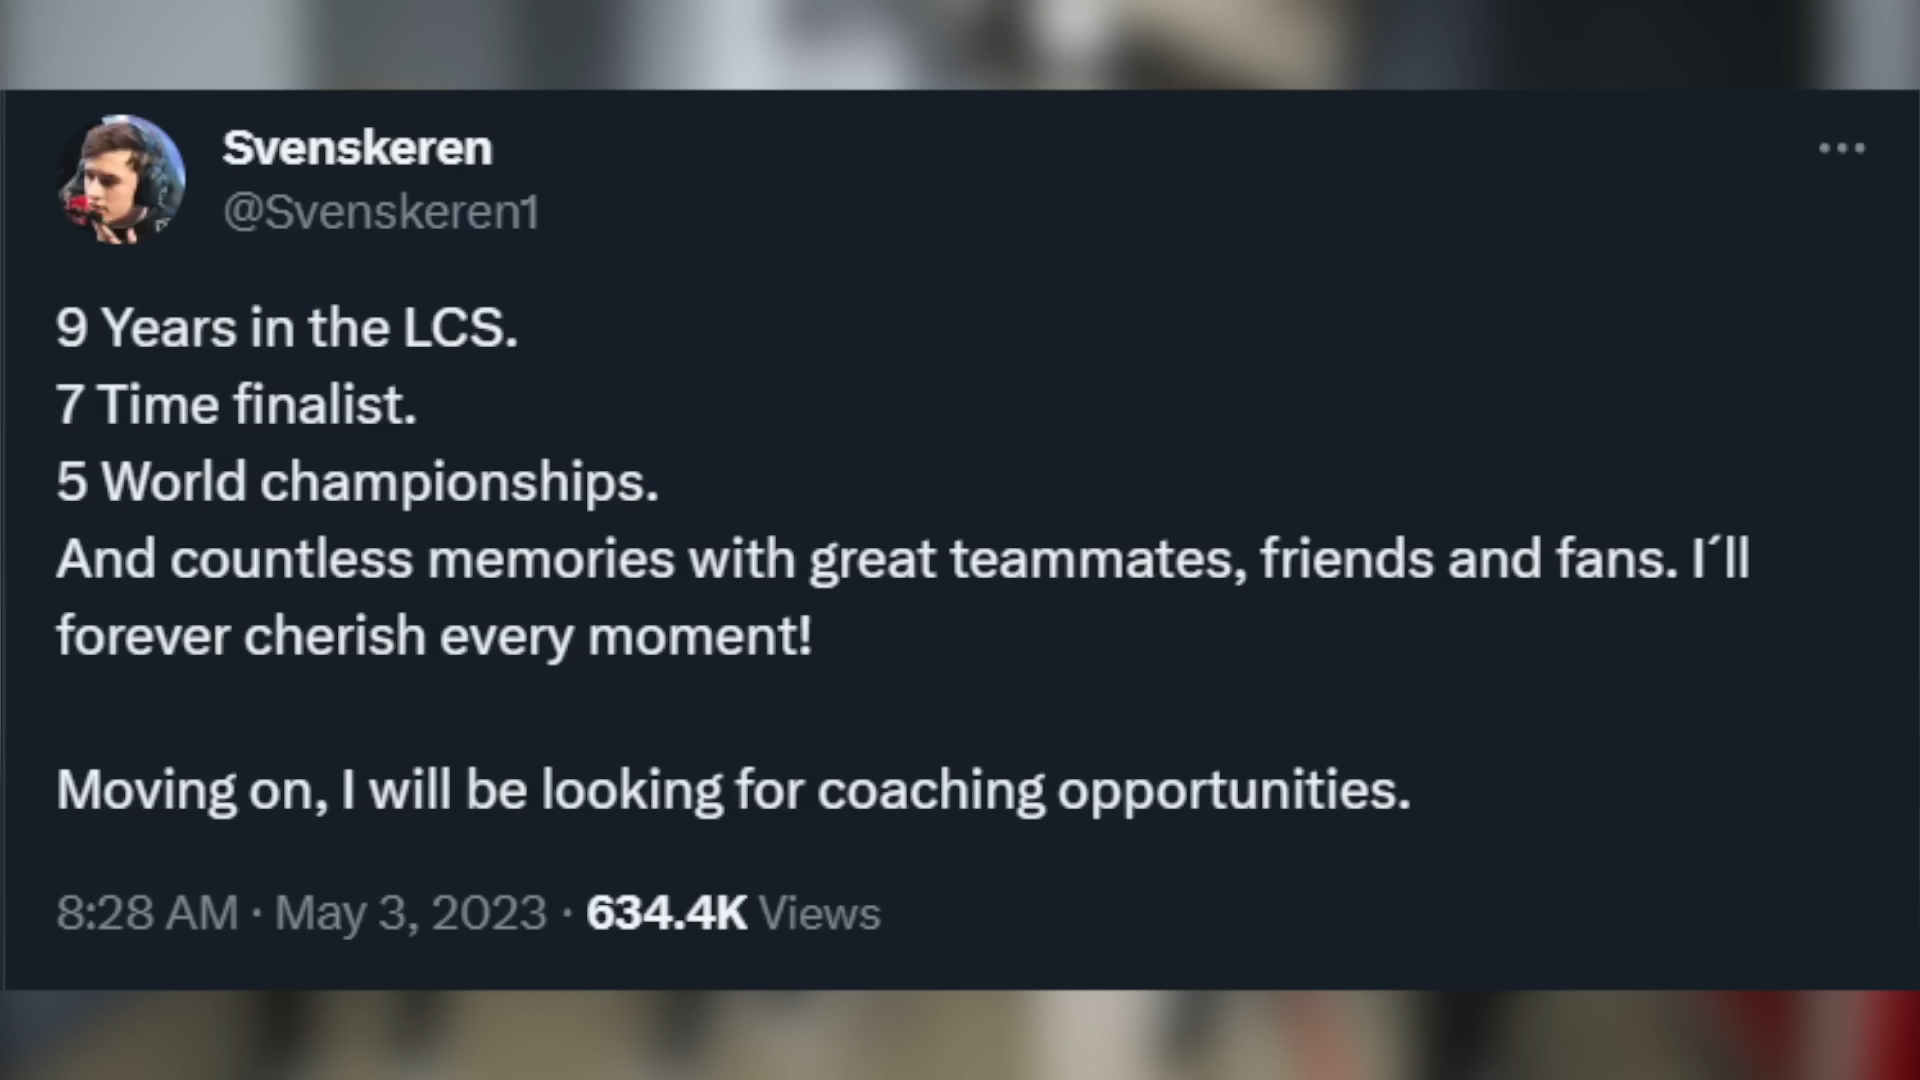 Svenskeren
@Svenskeren1
9 Years in the LCS.
7 Time finalist.
5 World championships.
And countless memories with great teammates, friends and fans. I´ll
forever cherish every moment!
Moving on, I will be looking for coaching opportunities.
8:28 AM · May 3, 2023 · 634.4K Views